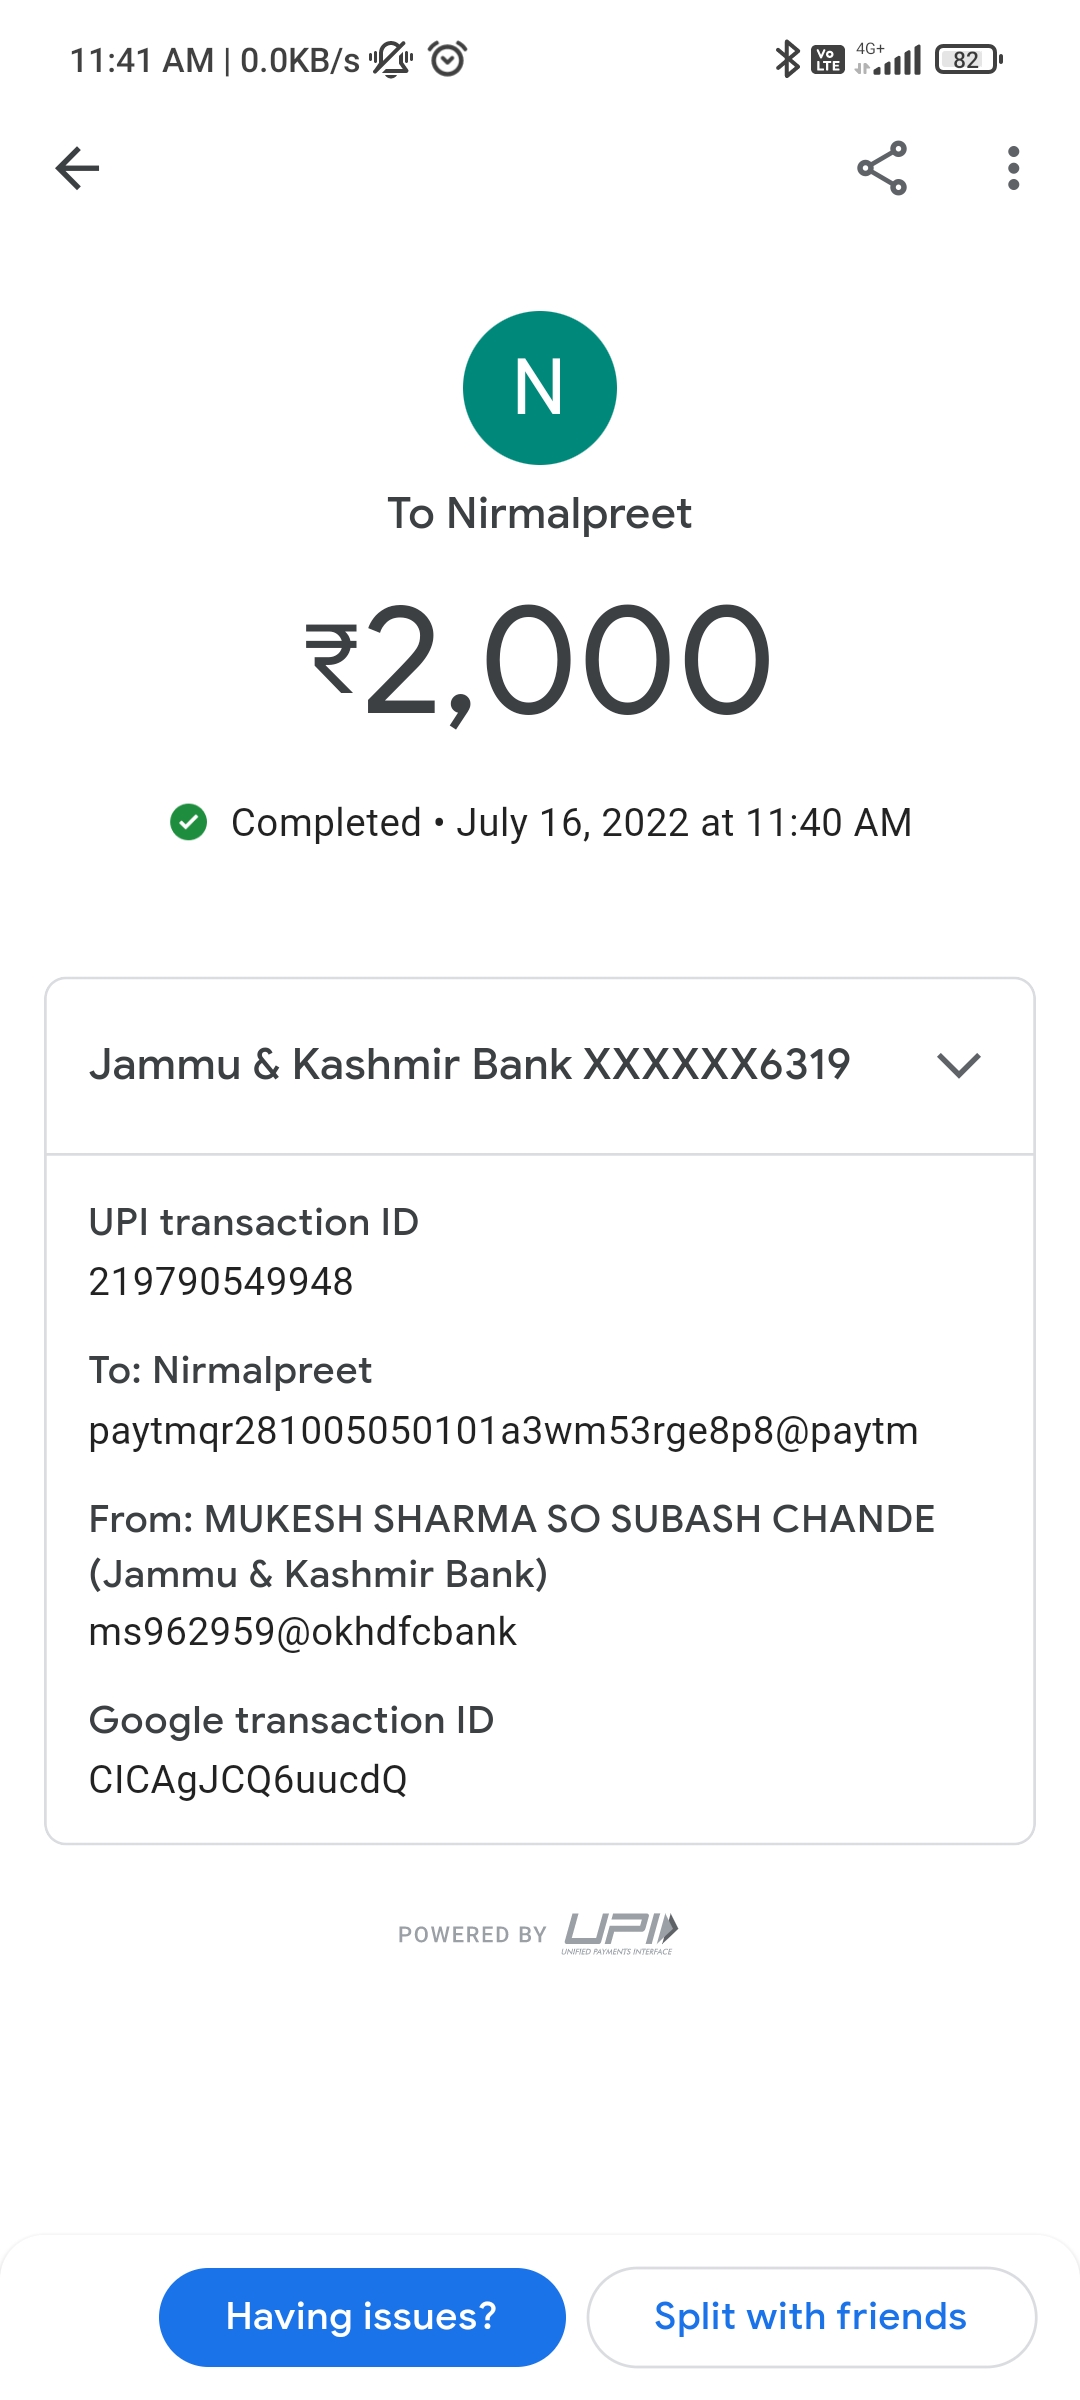 11:41 AM | 0.0KB/s
Vo LTE 4G+ 82
N
To Nirmalpreet
₹2,000
Completed • July 16, 2022 at 11:40 AM
Jammu & Kashmir Bank XXXXXX6319
UPI transaction ID
219790549948
To: Nirmalpreet
paytmqr281005050101a3wm53rge8p8@paytm
From: MUKESH SHARMA SO SUBASH CHANDE
(Jammu & Kashmir Bank)
ms962959@okhdfcbank
Google transaction ID
CICAgJCQ6uucdQ
POWERED BY UPI
UNIFIED PAYMENTS INTERFACE
Having issues? Split with friends